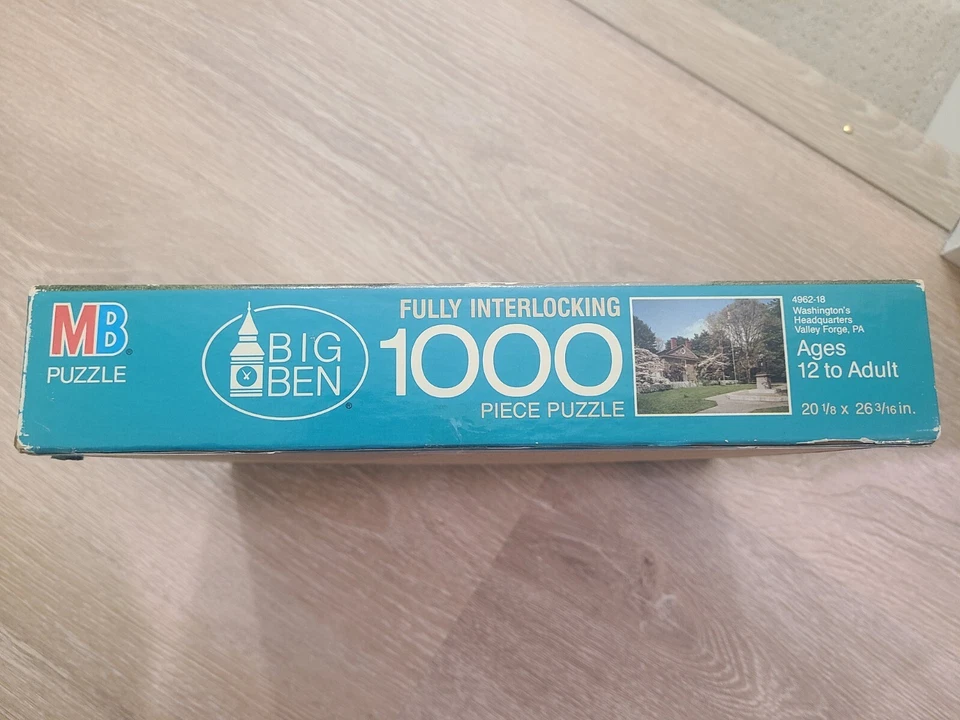 MB®
PUZZLE
BIG
BEN®
FULLY INTERLOCKING
1000
PIECE PUZZLE
4962-18
Washington's
Headquarters
Valley Forge, PA
Ages
12 to Adult
20 1/8 x 26 3/16 in.